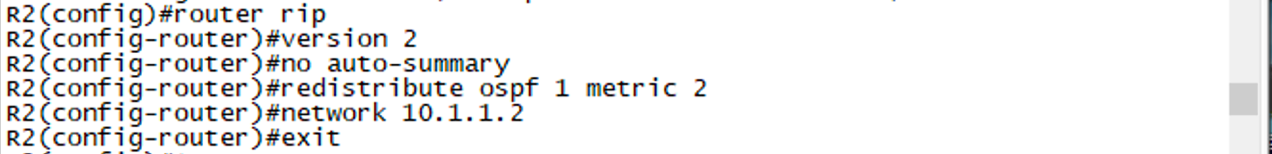 R2(config)#router rip
R2(config-router)#version 2
R2(config-router)#no auto-summary
R2(config-router)#redistribute ospf 1 metric 2
R2(config-router)#network 10.1.1.2
R2(config-router)#exit